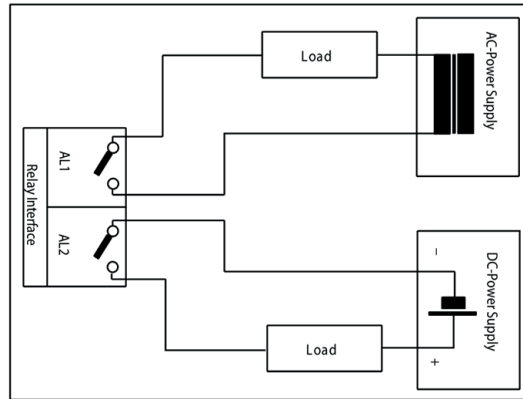 Load
AC-Power Supply
AL1
AL2
Relay Interface
–
DC-Power Supply
+
Load